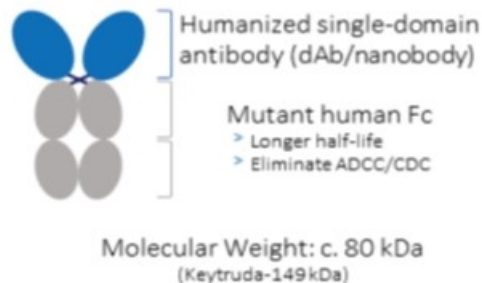 Humanized single-domain
antibody (dAb/nanobody)
Mutant human Fc
> Longer half-life
> Eliminate ADCC/CDC
Molecular Weight: c. 80 kDa
(Keytruda-149 kDa)